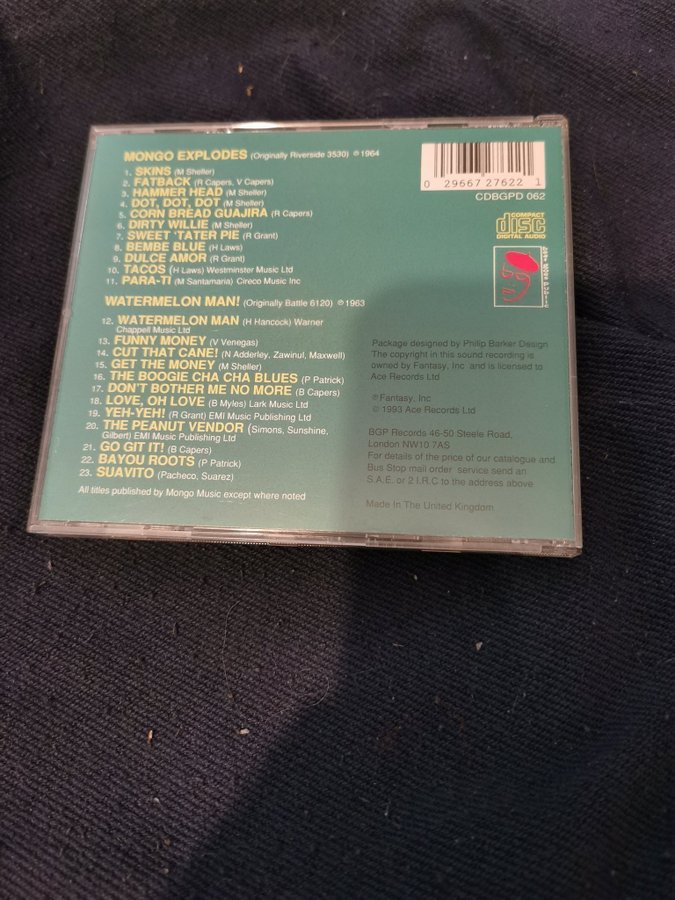 MONGO EXPLODES (Originally Riverside 3530) ℗ 1964
1. SKINS (M Sheller)
2. FATBACK (R Capers, V Capers)
3. HAMMER HEAD (M Sheller)
4. DOT, DOT, DOT (M Sheller)
5. CORN BREAD GUAJIRA (R Capers)
6. DIRTY WILLIE (M Sheller)
7. SWEET 'TATER PIE (R Grant)
8. BEMBE BLUE (H Laws)
9. DULCE AMOR (R Grant)
10. TACOS (H Laws) Westminster Music Ltd
11. PARA-TI (M Santamaria) Cireco Music Inc
WATERMELON MAN! (Originally Battle 6120) ℗ 1963
12. WATERMELON MAN (H Hancock) Warner
Chappell Music Ltd
13. FUNNY MONEY (V Venegas)
14. CUT THAT CANE! (N Adderley, Zawinul, Maxwell)
15. GET THE MONEY (M Sheller)
16. THE BOOGIE CHA CHA BLUES (P Patrick)
17. DON'T BOTHER ME NO MORE (B Capers)
18. LOVE, OH LOVE (B Myles) Lark Music Ltd
19. YEH-YEH! (R Grant) EMI Music Publishing Ltd
20. THE PEANUT VENDOR (Simons, Sunshine,
Gilbert) EMI Music Publishing Ltd
21. GO GIT IT! (B Capers)
22. BAYOU ROOTS (P Patrick)
23. SUAVITO (Pacheco, Suarez)
All titles published by Mongo Music except where noted
0 29667 27622 1
CDBGPD 062
COMPACT
disc
DIGITAL AUDIO
Package designed by Philip Barker Design
The copyright in this sound recording is
owned by Fantasy, Inc and is licensed to
Ace Records Ltd
℗ Fantasy, Inc
© 1993 Ace Records Ltd
BGP Records 46-50 Steele Road,
London NW10 7AS
For details of the price of our catalogue and
Bus Stop mail order service send an
S.A.E. or 2 I.R.C to the address above
Made In The United Kingdom